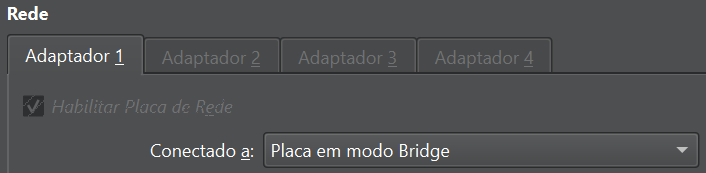 Rede
Adaptador 1 Adaptador 2 Adaptador 3 Adaptador 4
Habilitar Placa de Rede
Conectado a: Placa em modo Bridge